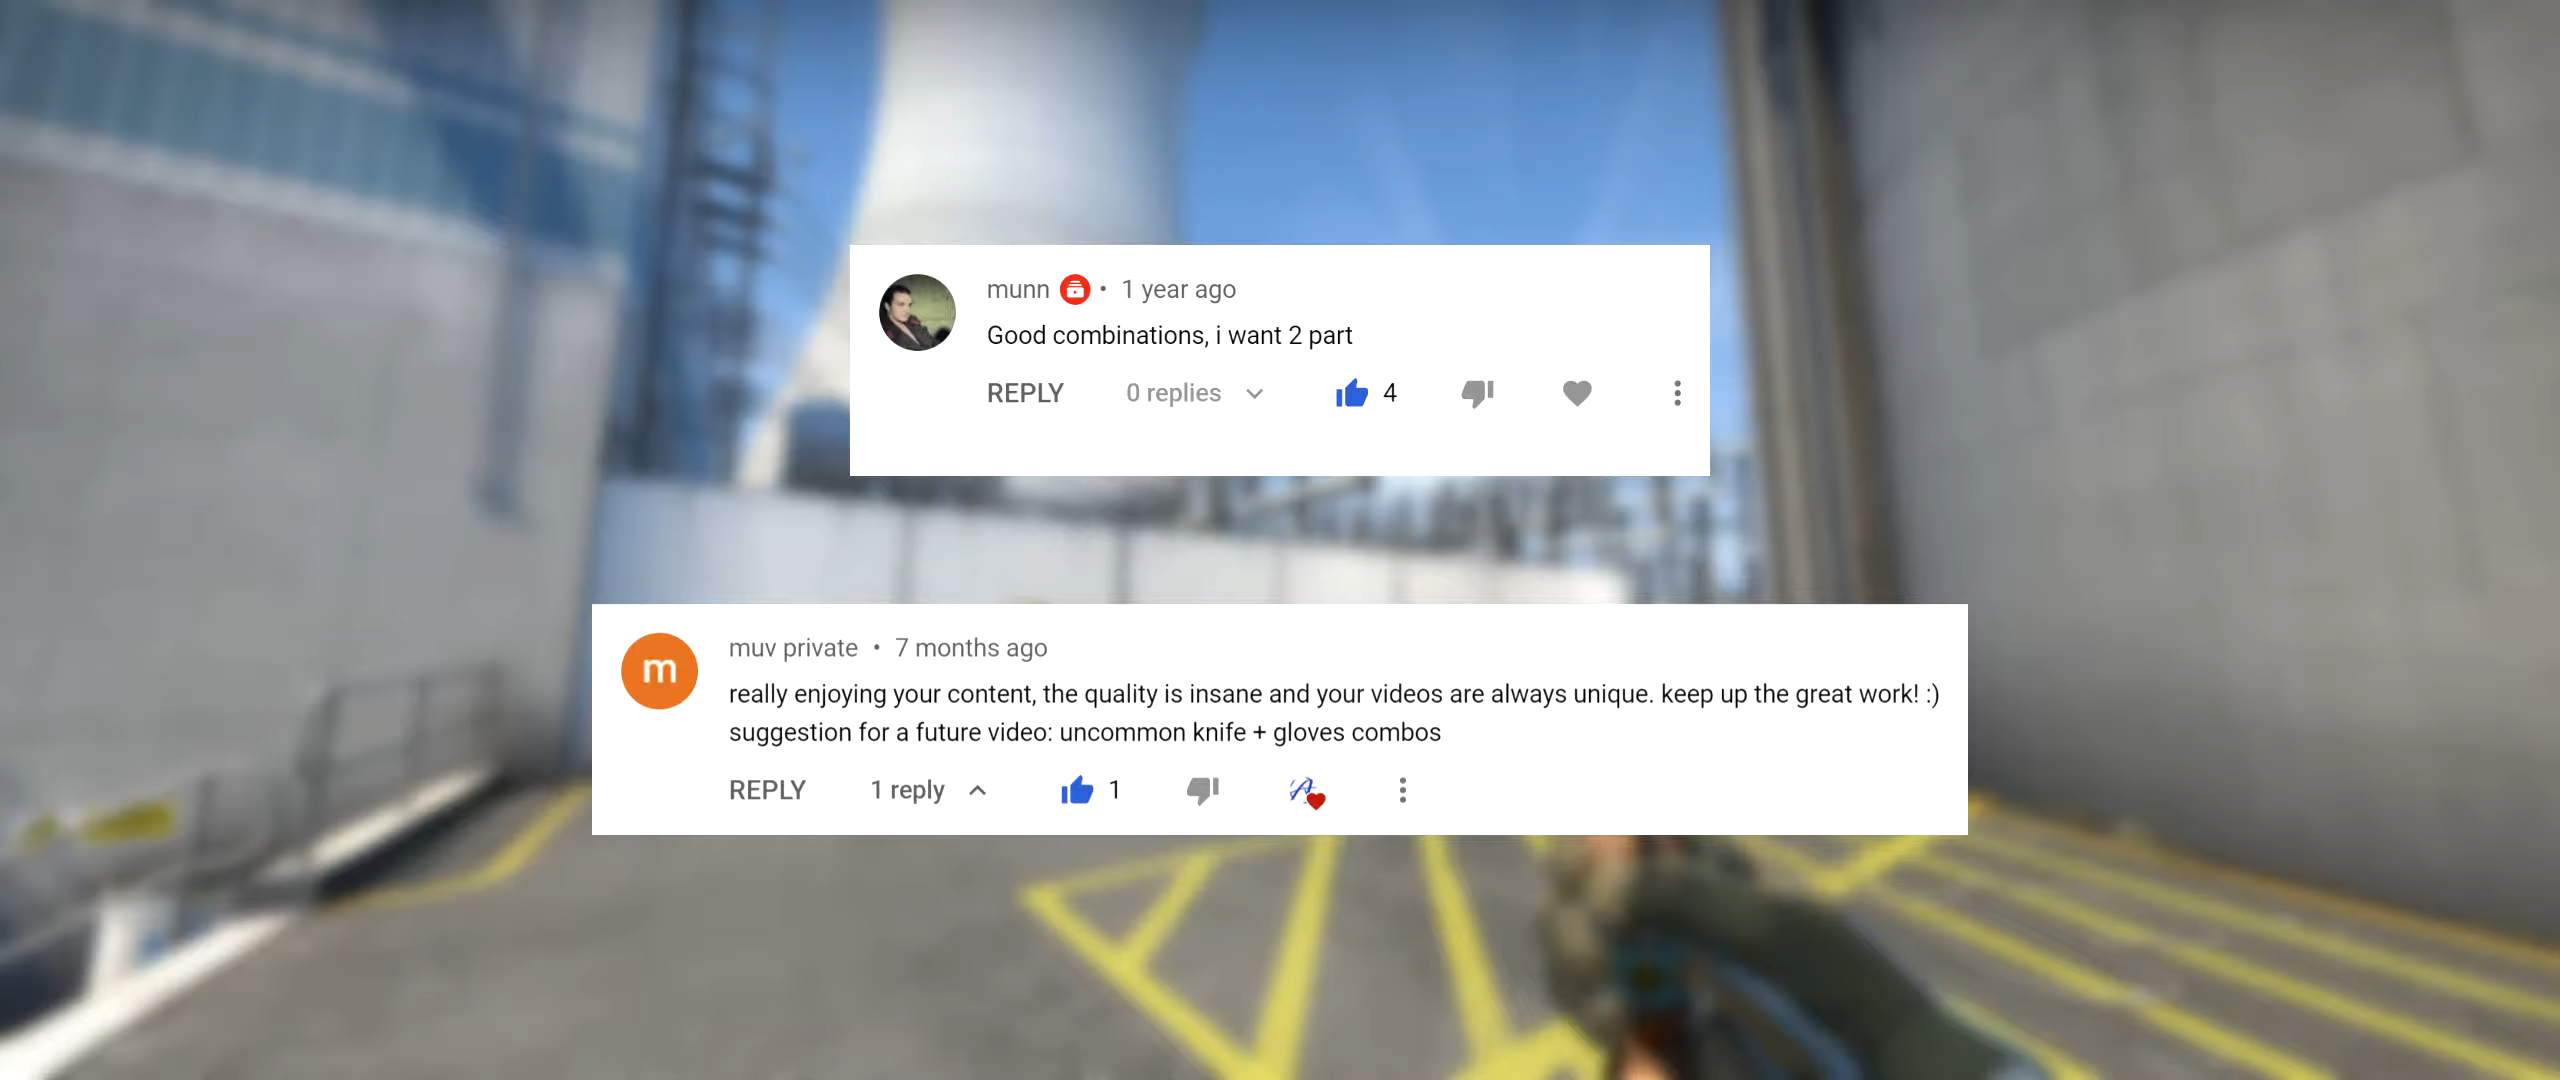 munn • 1 year ago
Good combinations, i want 2 part
REPLY 0 replies 4
m
muv private • 7 months ago
really enjoying your content, the quality is insane and your videos are always unique. keep up the great work! :)
suggestion for a future video: uncommon knife + gloves combos
REPLY 1 reply 1